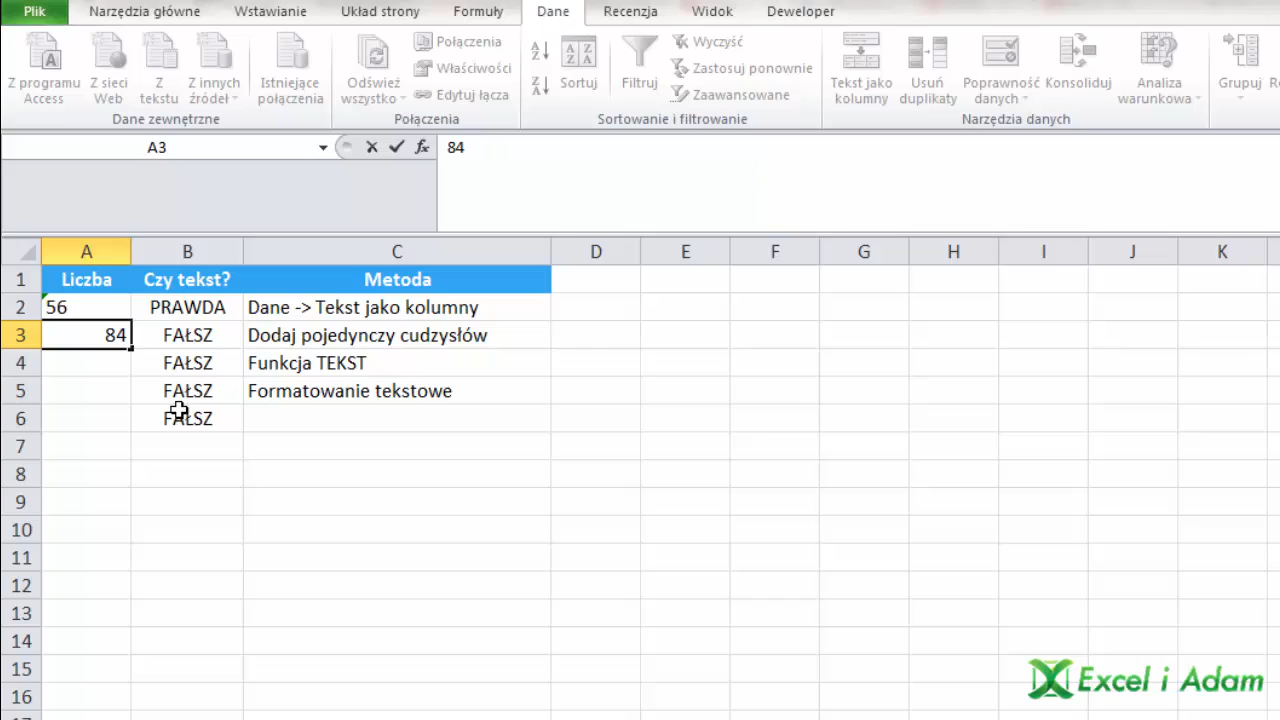 Plik Narzędzia główne Wstawianie Układ strony Formuły Dane Recenzja Widok Deweloper
Z programu Access
Z sieci Web
Z tekstu
Z innych źródeł
Istniejące połączenia
Odśwież wszystko
Połączenia
Właściwości
Edytuj łącza
Sortuj
Filtruj
Wyczyść
Zastosuj ponownie
Zaawansowane
Tekst jako kolumny
Usuń duplikaty
Poprawność danych
Konsoliduj
Analiza warunkowa
Grupuj
Dane zewnętrzne Połączenia Sortowanie i filtrowanie Narzędzia danych
A3 fx 84
A B C D E F G H I J K
1 Liczba Czy tekst? Metoda
2 56 PRAWDA Dane -> Tekst jako kolumny
3 84 FAŁSZ Dodaj pojedynczy cudzysłów
4 FAŁSZ Funkcja TEKST
5 FAŁSZ Formatowanie tekstowe
6 FAŁSZ
7
8
9
10
11
12
13
14
15
16
Excel i Adam